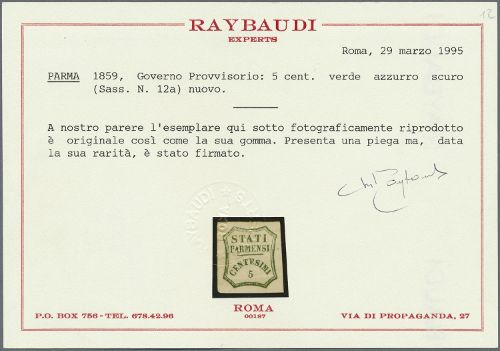 12
RAYBAUDI
EXPERTS
Roma, 29 marzo 1995
PARMA 1859, Governo Provvisorio: 5 cent. verde azzurro scuro
(Sass. N. 12a) nuovo.
A nostro parere l'esemplare qui sotto fotograficamente riprodotto
è originale così come la sua gomma. Presenta una piega ma, data
la sua rarità, è stato firmato.
RAYBAUDI
STATI
PARMENSI
CENTESIMI
5
ROMA
00187
P.O. BOX 756 - TEL. 678.42.96
VIA DI PROPAGANDA, 27